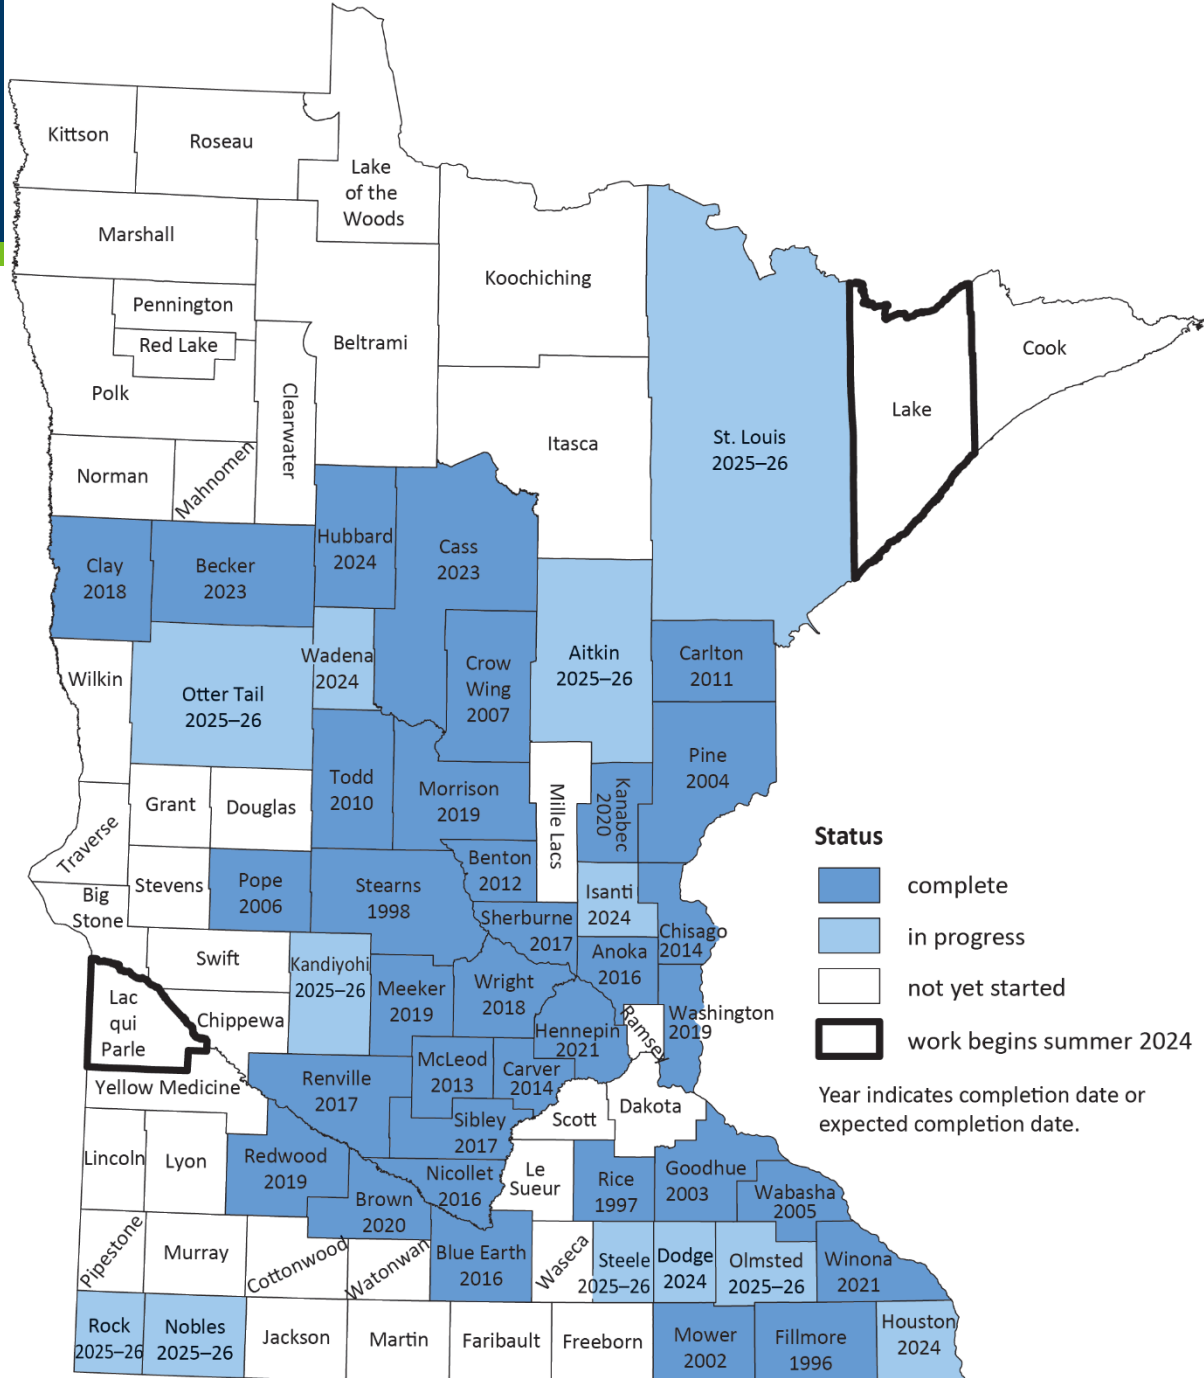 Kittson
Roseau
Lake
of the
Woods
Marshall
Koochiching
Pennington
Red Lake
Beltrami
Cook
Polk
Clearwater
Lake
Itasca
St. Louis
2025–26
Norman
Mahnomen
Hubbard
2024
Cass
2023
Clay
2018
Becker
2023
Wadena
2024
Crow
Wing
2007
Aitkin
2025–26
Carlton
2011
Wilkin
Otter Tail
2025–26
Pine
2004
Todd
2010
Morrison
2019
Mille Lacs
Kanabec
2020
Grant
Douglas
Traverse
Status
Benton
2012
Stevens
Pope
2006
Stearns
1998
Isanti
2024
complete
Big
Stone
Sherburne
2017
Chisago
2014
in progress
Swift
Kandiyohi
2025–26
Anoka
2016
Meeker
2019
Wright
2018
not yet started
Lac
qui
Parle
Chippewa
Ramsey
Washington
2019
Hennepin
2021
work begins summer 2024
McLeod
2013
Carver
2014
Yellow Medicine
Renville
2017
Year indicates completion date or
expected completion date.
Scott
Dakota
Sibley
2017
Lincoln
Lyon
Redwood
2019
Nicollet
2016
Le
Sueur
Rice
1997
Goodhue
2003
Wabasha
2005
Brown
2020
Pipestone
Murray
Cottonwood
Watonwan
Blue Earth
2016
Waseca
Steele
2025–26
Dodge
2024
Olmsted
2025–26
Winona
2021
Rock
2025–26
Nobles
2025–26
Jackson
Martin
Faribault
Freeborn
Mower
2002
Fillmore
1996
Houston
2024